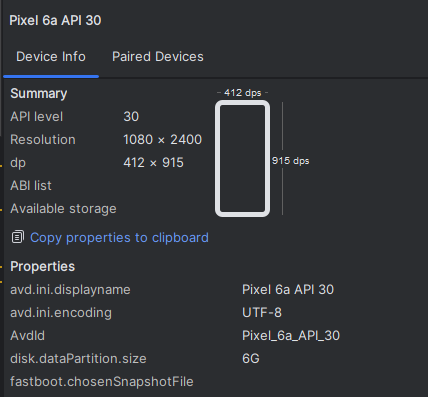 Pixel 6a API 30
Device Info Paired Devices
Summary
412 dps
API level 30
Resolution 1080 × 2400
dp 412 × 915
915 dps
ABI list
Available storage
Copy properties to clipboard
Properties
avd.ini.displayname Pixel 6a API 30
avd.ini.encoding UTF-8
AvdId Pixel_6a_API_30
disk.dataPartition.size 6G
fastboot.chosenSnapshotFile